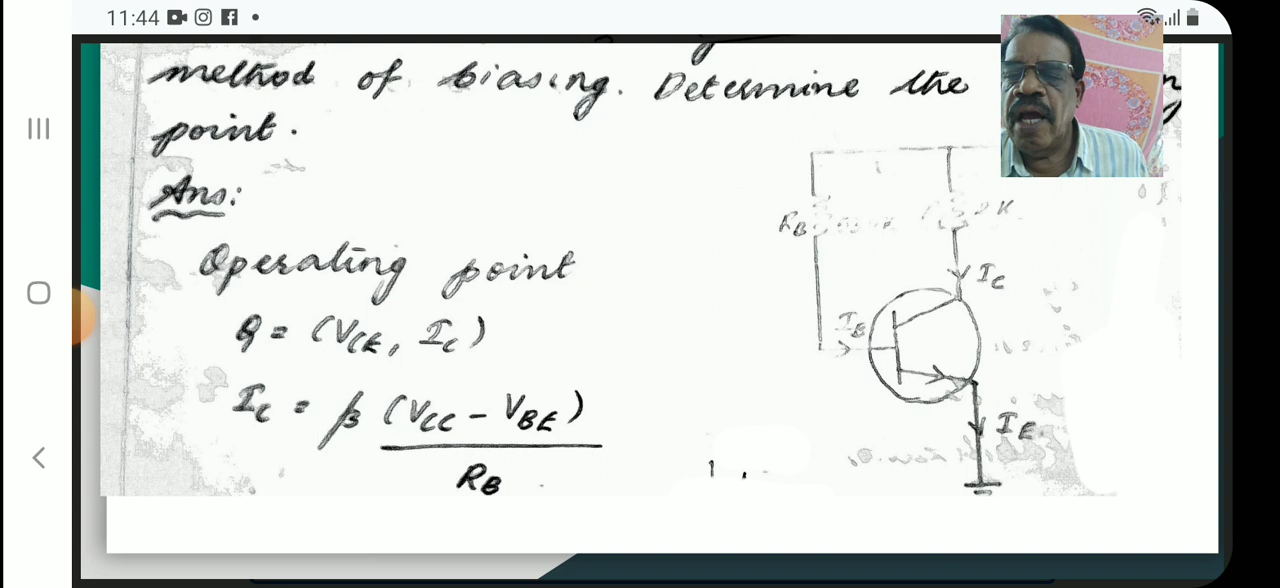 11:44
method of biasing. Determine the
point.
Ans:
Operating point
Q = (VCE, IC)
IC = β (VCC - VBE)
RB
RB
K
IC
IB
IE